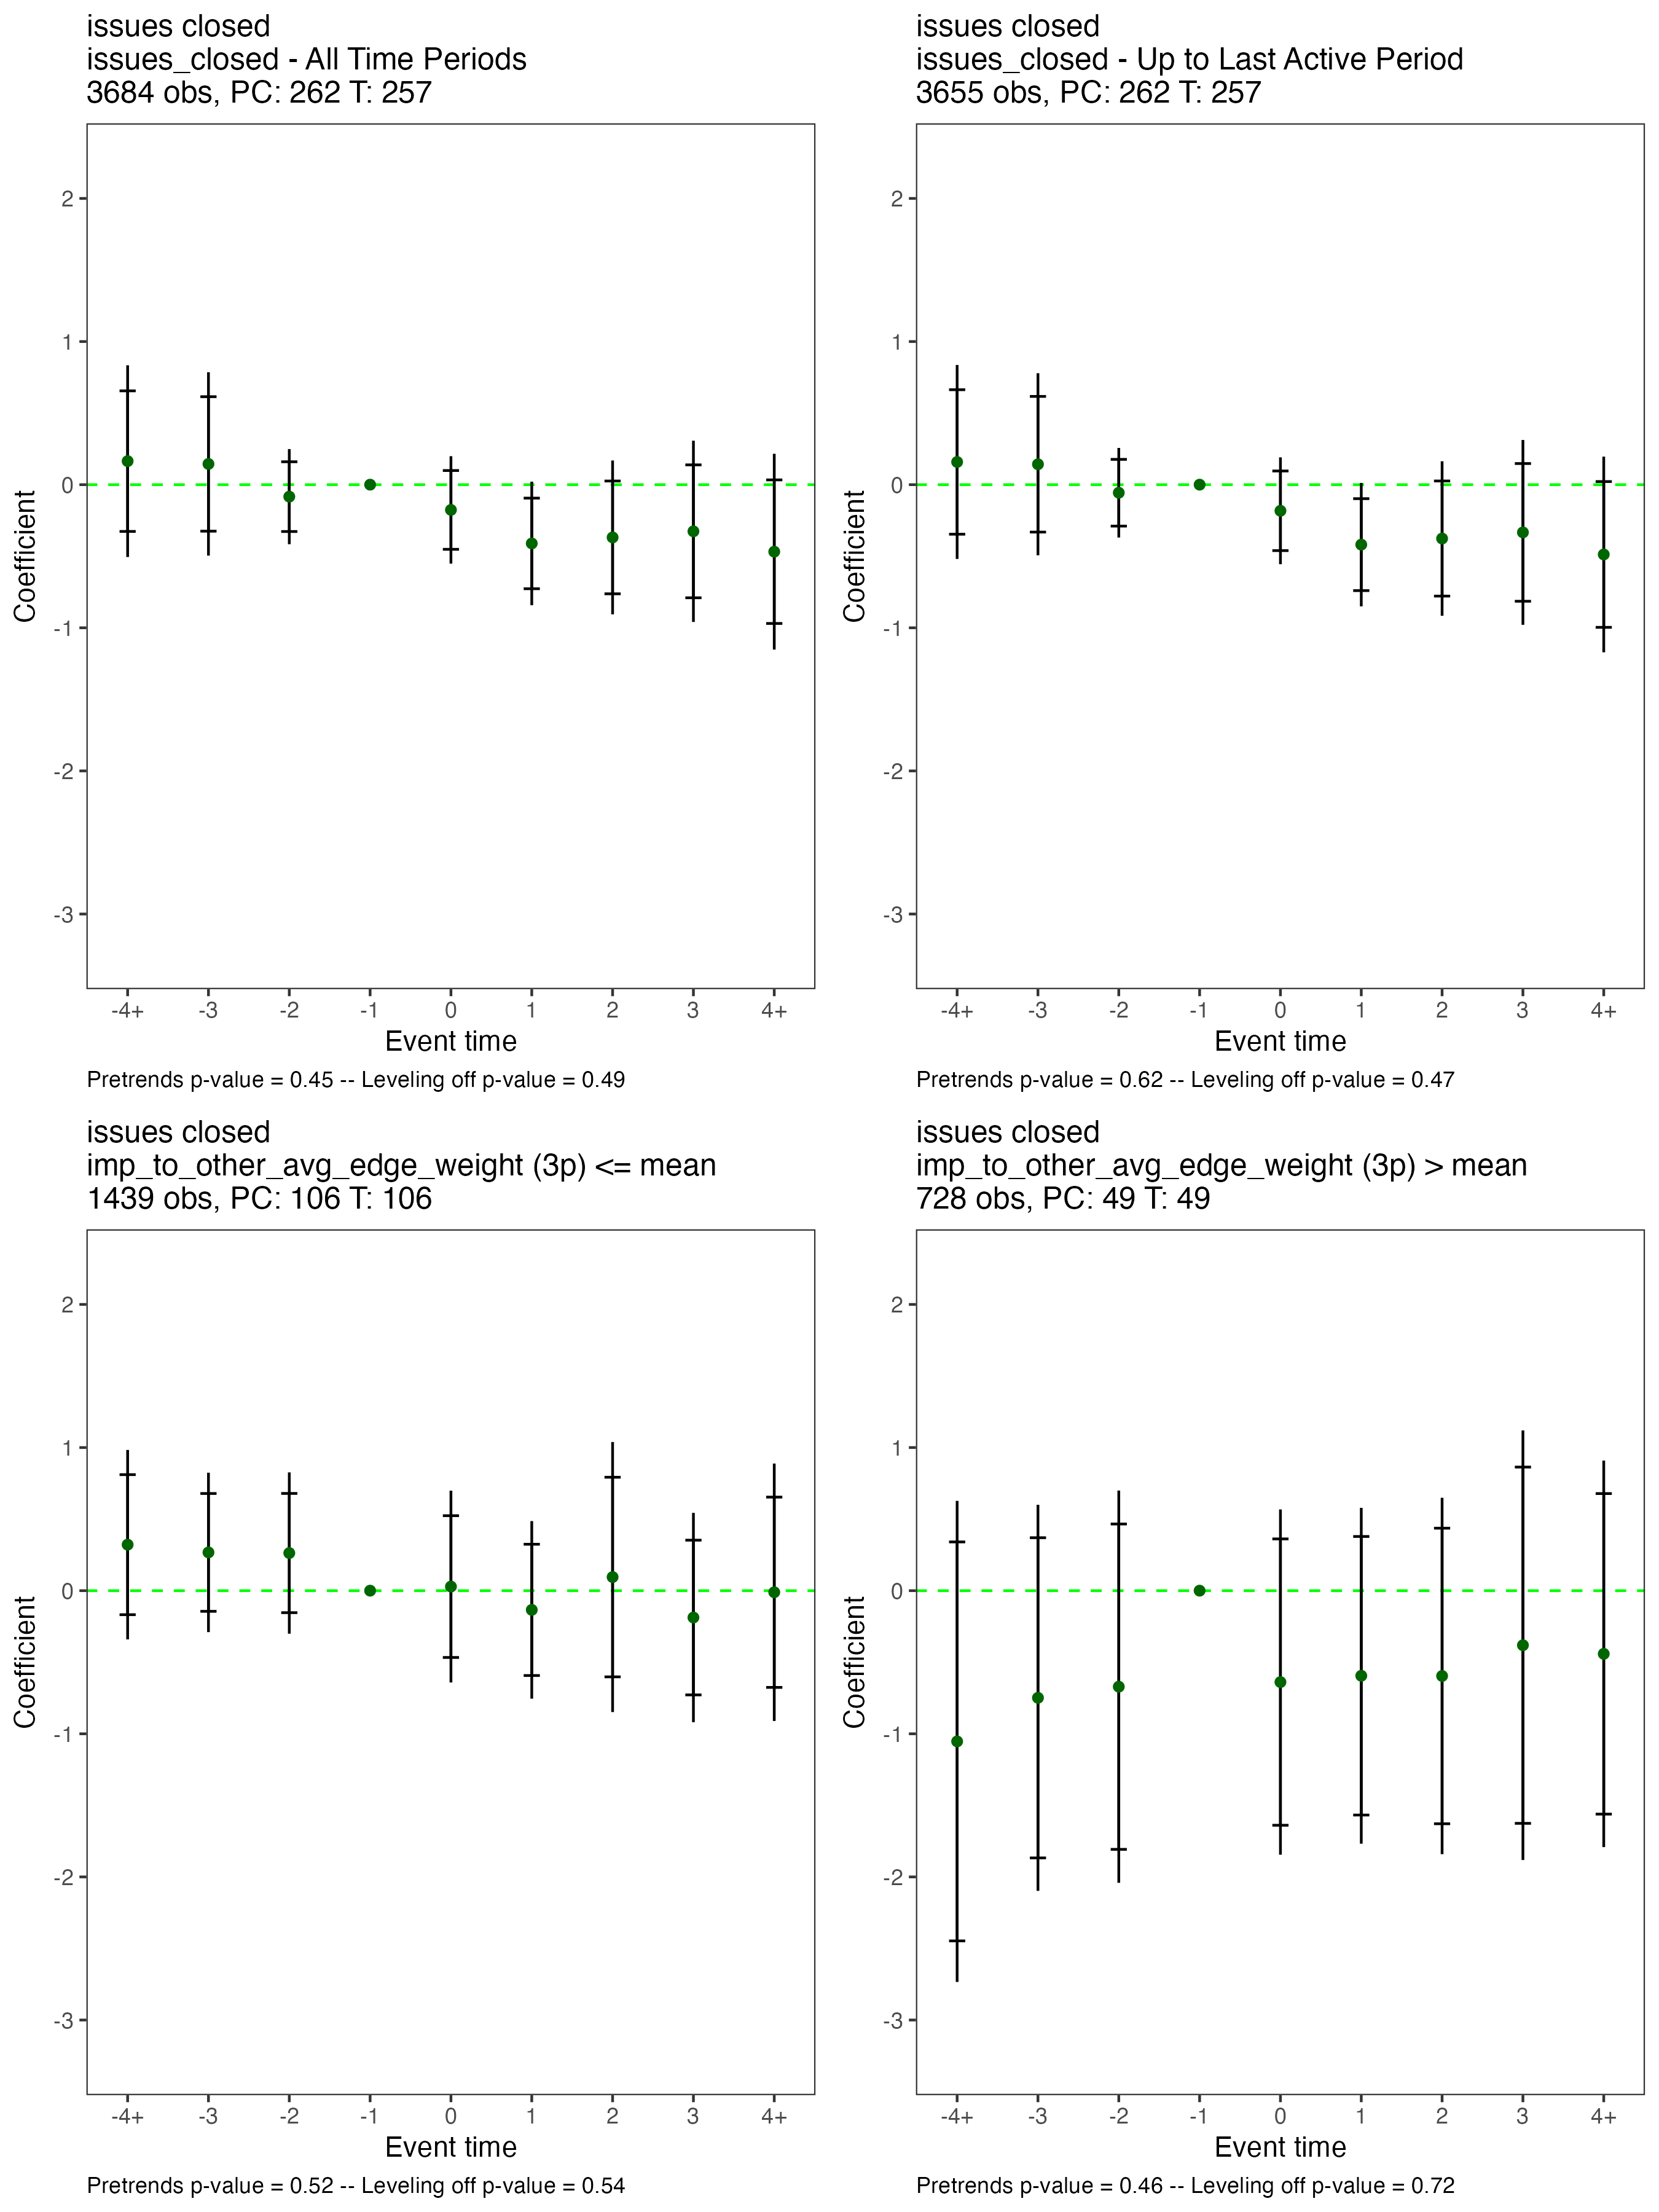 issues closed
issues_closed - All Time Periods
3684 obs, PC: 262 T: 257
2
1
0
-1
-2
-3
Coefficient
-4+ -3 -2 -1 0 1 2 3 4+
Event time
Pretrends p-value = 0.45 -- Leveling off p-value = 0.49
issues closed
issues_closed - Up to Last Active Period
3655 obs, PC: 262 T: 257
2
1
0
-1
-2
-3
Coefficient
-4+ -3 -2 -1 0 1 2 3 4+
Event time
Pretrends p-value = 0.62 -- Leveling off p-value = 0.47
issues closed
imp_to_other_avg_edge_weight (3p) <= mean
1439 obs, PC: 106 T: 106
2
1
0
-1
-2
-3
Coefficient
-4+ -3 -2 -1 0 1 2 3 4+
Event time
Pretrends p-value = 0.52 -- Leveling off p-value = 0.54
issues closed
imp_to_other_avg_edge_weight (3p) > mean
728 obs, PC: 49 T: 49
2
1
0
-1
-2
-3
Coefficient
-4+ -3 -2 -1 0 1 2 3 4+
Event time
Pretrends p-value = 0.46 -- Leveling off p-value = 0.72